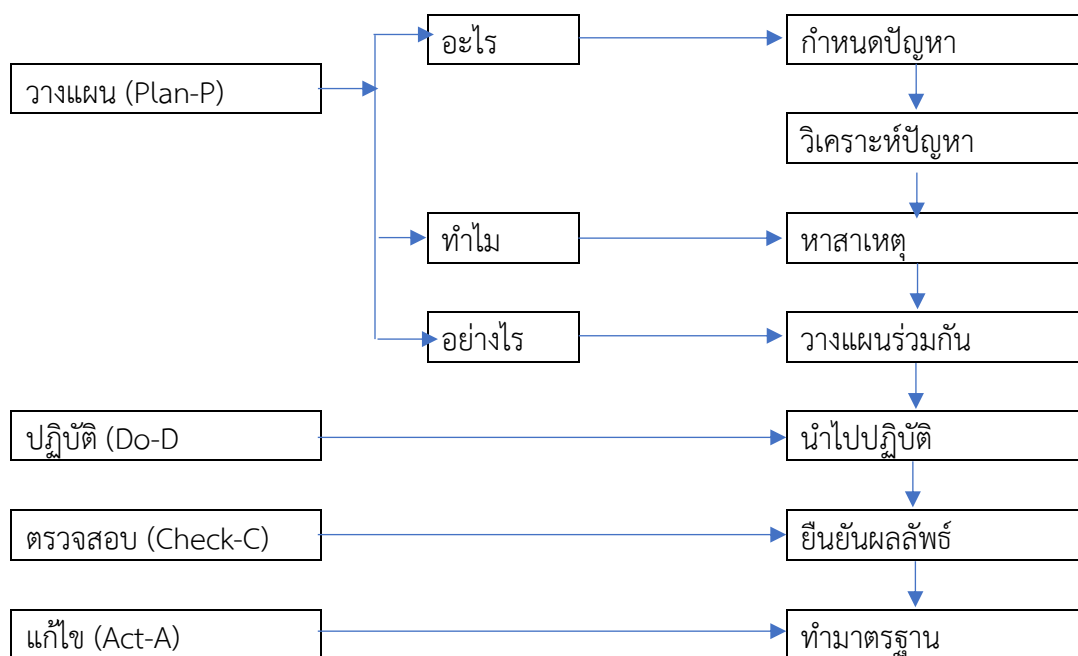 อะไร
กำหนดปัญหา
วางแผน (Plan-P)
วิเคราะห์ปัญหา
ทำไม
หาสาเหตุ
อย่างไร
วางแผนร่วมกัน
ปฏิบัติ (Do-D
นำไปปฏิบัติ
ตรวจสอบ (Check-C)
ยืนยันผลลัพธ์
แก้ไข (Act-A)
ทำมาตรฐาน